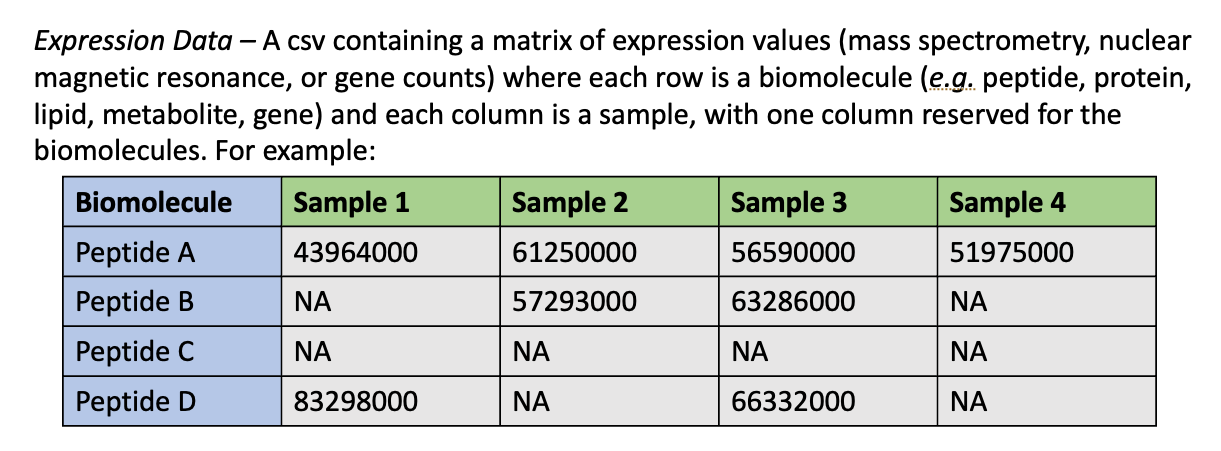 Expression Data – A csv containing a matrix of expression values (mass spectrometry, nuclear
magnetic resonance, or gene counts) where each row is a biomolecule (e.g. peptide, protein,
lipid, metabolite, gene) and each column is a sample, with one column reserved for the
biomolecules. For example:
Biomolecule Sample 1 Sample 2 Sample 3 Sample 4
Peptide A 43964000 61250000 56590000 51975000
Peptide B NA 57293000 63286000 NA
Peptide C NA NA NA NA
Peptide D 83298000 NA 66332000 NA